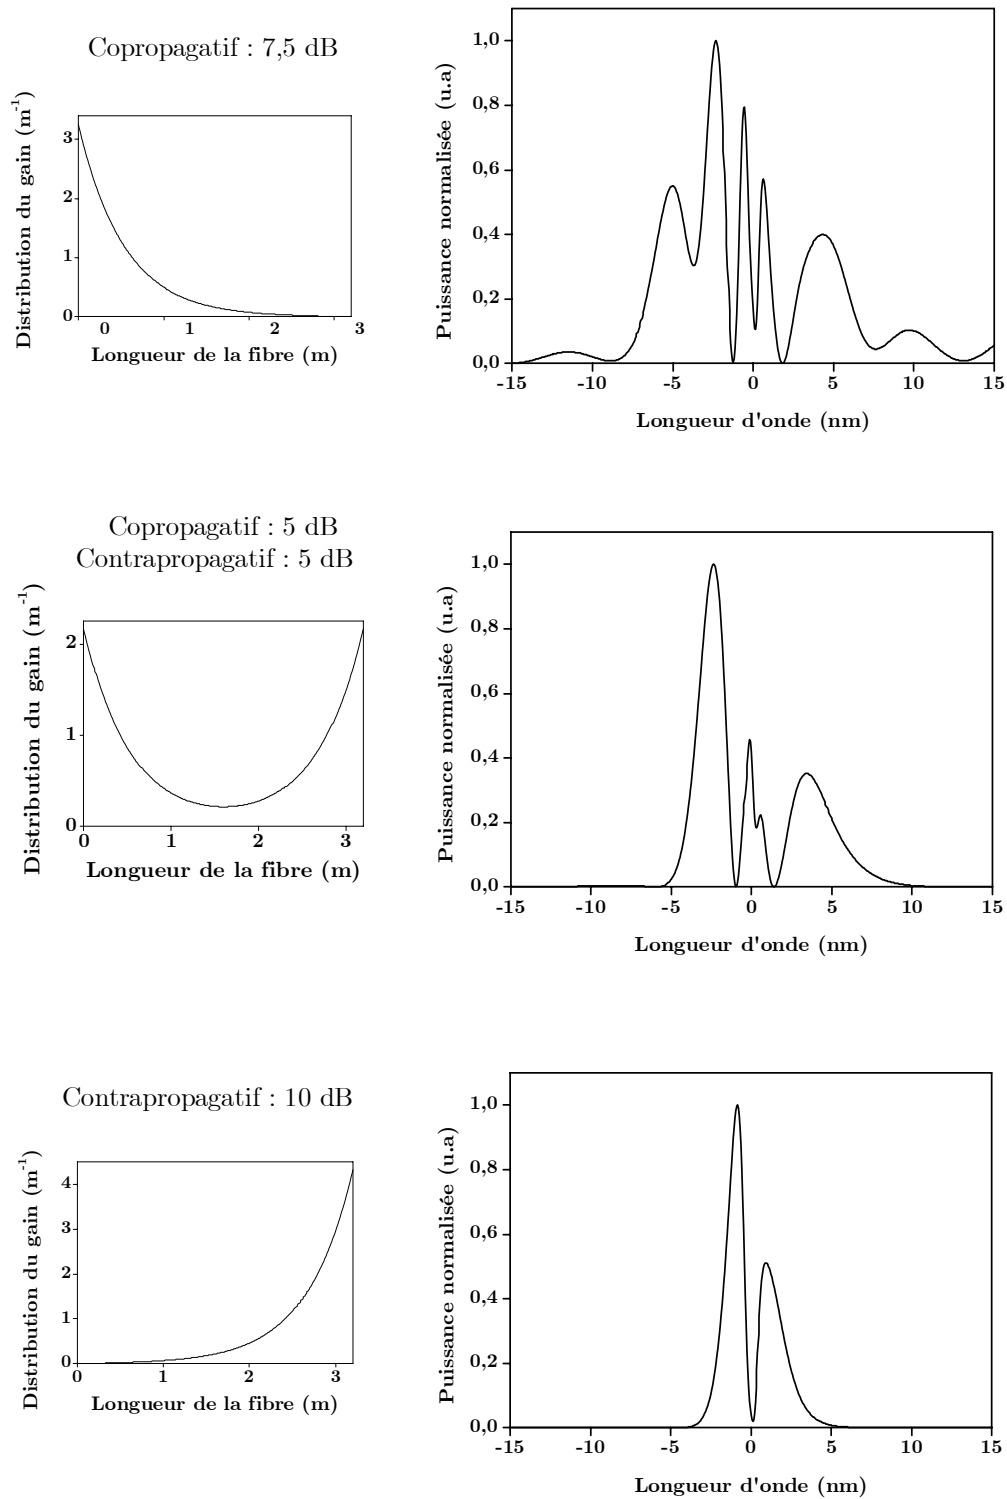 Copropagatif : 7,5 dB
Distribution du gain (m⁻¹)
3
2
1
0
0 1 2 3
Longueur de la fibre (m)
Puissance normalisée (u.a)
1,0
0,8
0,6
0,4
0,2
0,0
-15 -10 -5 0 5 10 15
Longueur d'onde (nm)
Copropagatif : 5 dB
Contrapropagatif : 5 dB
Distribution du gain (m⁻¹)
2
1
0
0 1 2 3
Longueur de la fibre (m)
Puissance normalisée (u.a)
1,0
0,8
0,6
0,4
0,2
0,0
-15 -10 -5 0 5 10 15
Longueur d'onde (nm)
Contrapropagatif : 10 dB
Distribution du gain (m⁻¹)
4
3
2
1
0
0 1 2 3
Longueur de la fibre (m)
Puissance normalisée (u.a)
1,0
0,8
0,6
0,4
0,2
0,0
-15 -10 -5 0 5 10 15
Longueur d'onde (nm)